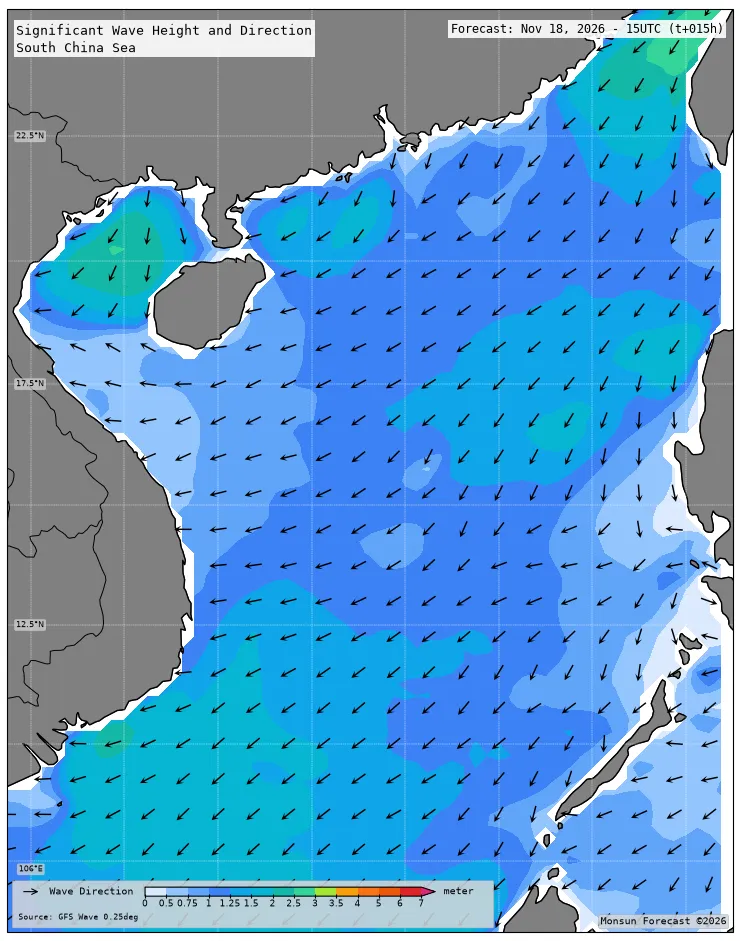 Significant Wave Height and Direction
South China Sea
Forecast: Nov 18, 2026 - 15UTC (t+015h)
22.5°N
17.5°N
12.5°N
106°E
Wave Direction
meter
0 0.5 0.75 1 1.25 1.5 2 2.5 3 3.5 4 5 6 7
Source: GFS Wave 0.25deg
Monsun Forecast ©2026